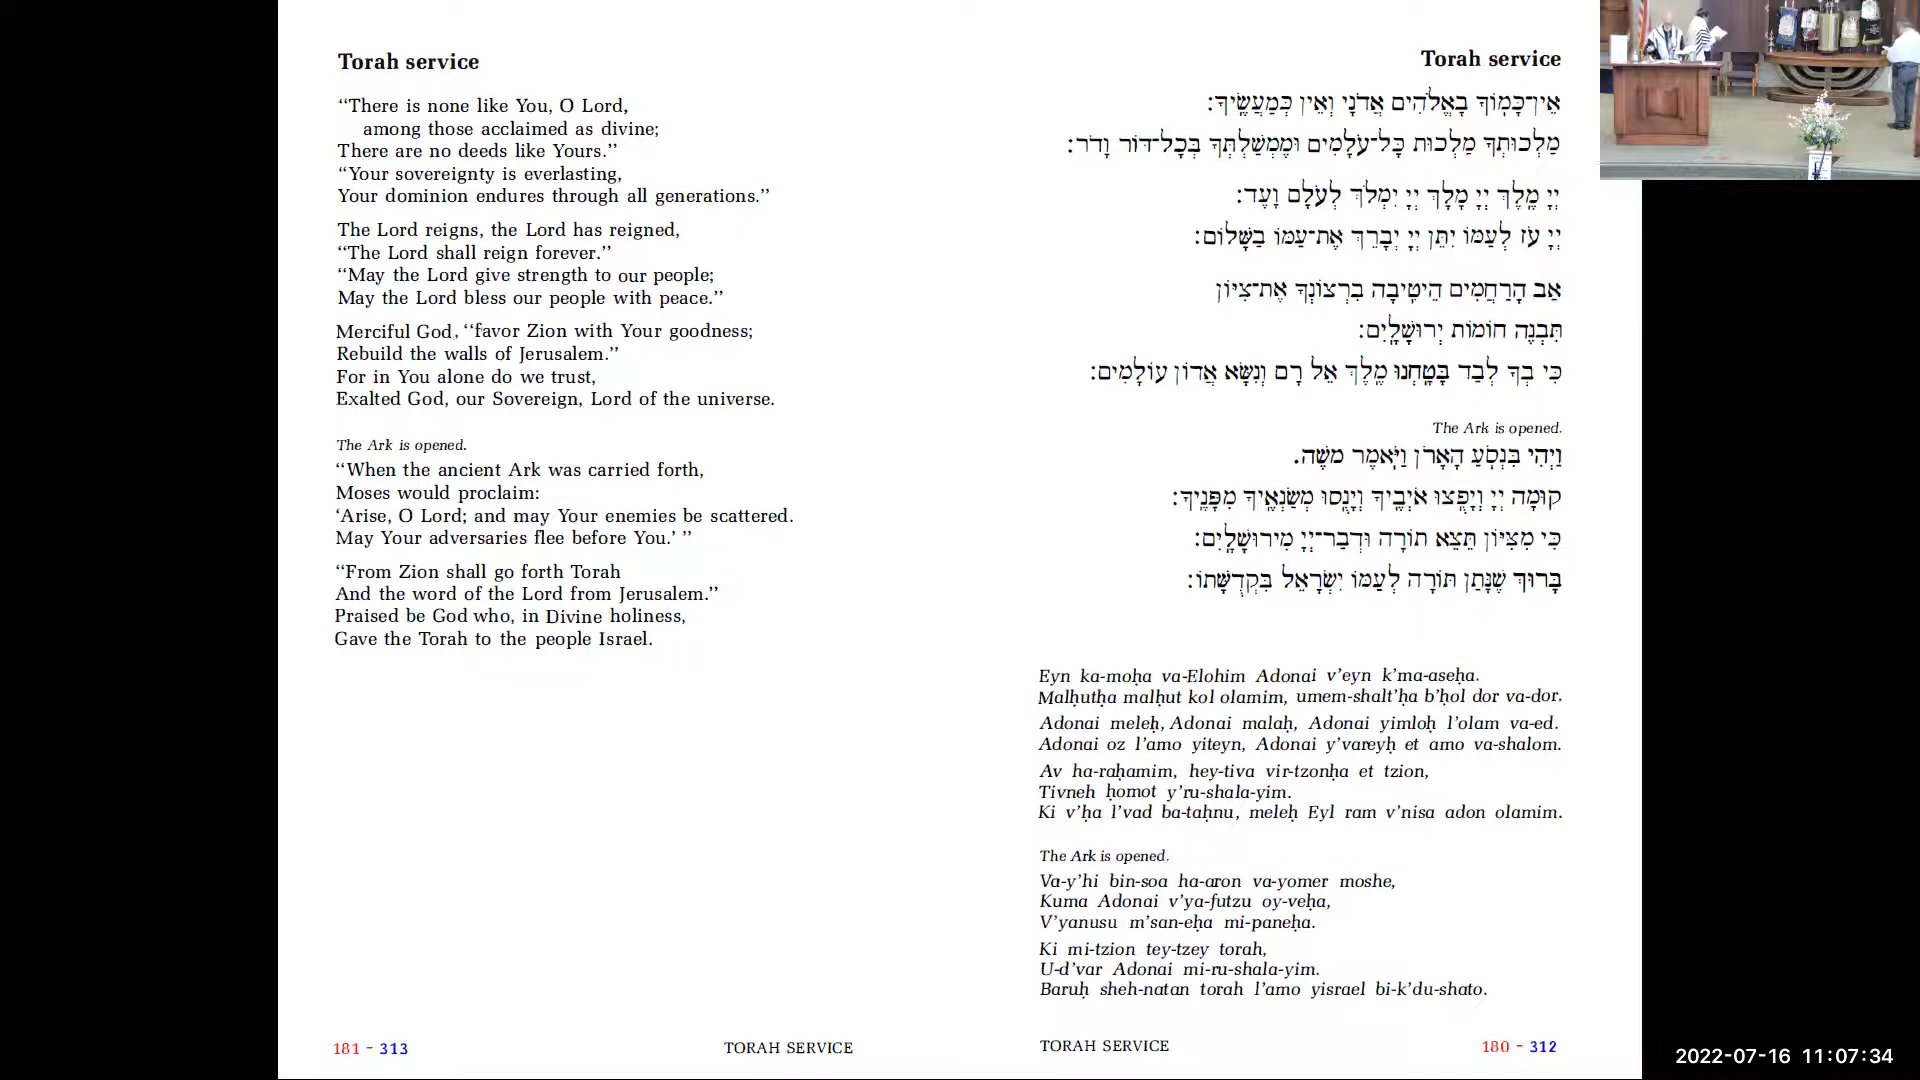 Torah service
“There is none like You, O Lord,
among those acclaimed as divine;
There are no deeds like Yours.”
“Your sovereignty is everlasting,
Your dominion endures through all generations.”
The Lord reigns, the Lord has reigned,
“The Lord shall reign forever.”
“May the Lord give strength to our people;
May the Lord bless our people with peace.”
Merciful God, “favor Zion with Your goodness;
Rebuild the walls of Jerusalem.”
For in You alone do we trust,
Exalted God, our Sovereign, Lord of the universe.
The Ark is opened.
“When the ancient Ark was carried forth,
Moses would proclaim:
‘Arise, O Lord; and may Your enemies be scattered.
May Your adversaries flee before You.’ ”
“From Zion shall go forth Torah
And the word of the Lord from Jerusalem.”
Praised be God who, in Divine holiness,
Gave the Torah to the people Israel.
181 - 313
TORAH SERVICE
Torah service
אֵין־כָּמֽוֹךָ בָאֱלֹהִים אֲדֹנָי וְאֵין כְּמַעֲשֶֽׂיךָ:
מַלְכוּתְךָ מַלְכוּת כׇּל־עֹלָמִים וּמֶמְשַׁלְתְּךָ בְּכׇל־דּוֹר וָדֹר:
יְיָ מֶֽלֶךְ יְיָ מָלָךְ יְיָ יִמְלֹךְ לְעֹלָם וָעֶד:
יְיָ עֹז לְעַמּוֹ יִתֵּן יְיָ יְבָרֵךְ אֶת־עַמּוֹ בַשָּׁלוֹם:
אַב הָרַחֲמִים הֵיטִֽיבָה בִרְצוֹנְךָ אֶת־צִיּוֹן
תִּבְנֶה חוֹמוֹת יְרוּשָׁלָֽיִם:
כִּי בְךָ לְבַד בָּטָֽחְנוּ מֶֽלֶךְ אֵל רָם וְנִשָּׂא אֲדוֹן עוֹלָמִים:
The Ark is opened.
וַיְהִי בִּנְסֹֽעַ הָאָרֹן וַיֹּֽאמֶר מֹשֶׁה.
קוּמָה יְיָ וְיָפֻֽצוּ אֹיְבֶֽיךָ וְיָנֻֽסוּ מְשַׂנְאֶֽיךָ מִפָּנֶֽיךָ:
כִּי מִצִּיּוֹן תֵּצֵא תוֹרָה וּדְבַר־יְיָ מִירוּשָׁלָֽיִם:
בָּרוּךְ שֶׁנָּתַן תּוֹרָה לְעַמּוֹ יִשְׂרָאֵל בִּקְדֻשָּׁתוֹ:
Eyn ka-moḥa va-Elohim Adonai v’eyn k’ma-aseḥa.
Malḥutḥa malḥut kol olamim, umem-shalt’ḥa b’ḥol dor va-dor.
Adonai meleḥ, Adonai malaḥ, Adonai yimloḥ l’olam va-ed.
Adonai oz l’amo yiteyn, Adonai y’vareyḥ et amo va-shalom.
Av ha-raḥamim, hey-tiva vir-tzonḥa et tzion,
Tivneh ḥomot y’ru-shala-yim.
Ki v’ḥa l’vad ba-taḥnu, meleḥ Eyl ram v’nisa adon olamim.
The Ark is opened.
Va-y’hi bin-soa ha-aron va-yomer moshe,
Kuma Adonai v’ya-futzu oy-veḥa,
V’yanusu m’san-eḥa mi-paneḥa.
Ki mi-tzion tey-tzey torah,
U-d’var Adonai mi-ru-shala-yim.
Baruḥ sheh-natan torah l’amo yisrael bi-k’du-shato.
TORAH SERVICE
180 - 312
2022-07-16 11:07:34